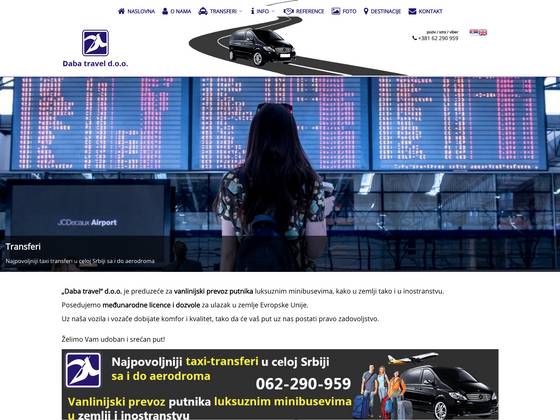 NASLOVNA O NAMA TRANSFERI INFO REFERENCE FOTO DESTINACIJE KONTAKT
poziv / sms / viber
+381 62 290 959
Daba travel d.o.o.
JCDecaux Airport
Transferi
Najpovoljniji taxi transferi u celoj Srbiji sa i do aerodroma
„Daba travel“ d.o.o. je preduzeće za vanlinijski prevoz putnika luksuznim minibusevima, kako u zemlji tako i u inostranstvu.
Posedujemo međunarodne licence i dozvole za ulazak u zemlje Evropske Unije.
Uz naša vozila i vozače dobijate komfor i kvalitet, tako da će vaš put uz nas postati pravo zadovoljstvo.
Želimo Vam udoban i srećan put!
Najpovoljniji taxi-transferi u celoj Srbiji
sa i do aerodroma
062-290-959
Vanlinijski prevoz putnika luksuznim minibusevima
u zemlji i inostranstvu